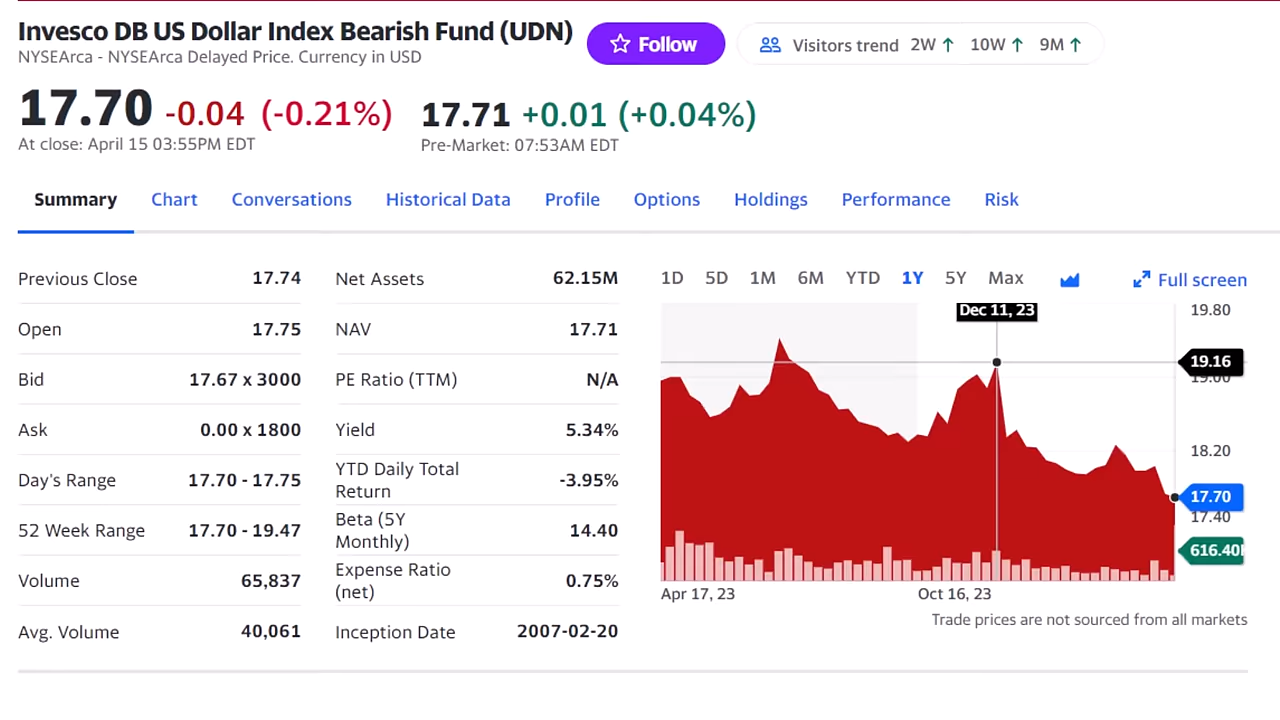 Invesco DB US Dollar Index Bearish Fund (UDN)
NYSEArca - NYSEArca Delayed Price. Currency in USD
Follow
Visitors trend 2W ↑ 10W ↑ 9M ↑
17.70 -0.04 (-0.21%)
At close: April 15 03:55PM EDT
17.71 +0.01 (+0.04%)
Pre-Market: 07:53AM EDT
Summary Chart Conversations Historical Data Profile Options Holdings Performance Risk
Previous Close 17.74
Open 17.75
Bid 17.67 x 3000
Ask 0.00 x 1800
Day's Range 17.70 - 17.75
52 Week Range 17.70 - 19.47
Volume 65,837
Avg. Volume 40,061
Net Assets 62.15M
NAV 17.71
PE Ratio (TTM) N/A
Yield 5.34%
YTD Daily Total
Return -3.95%
Beta (5Y
Monthly) 14.40
Expense Ratio
(net) 0.75%
Inception Date 2007-02-20
1D 5D 1M 6M YTD 1Y 5Y Max Full screen
Dec 11, 23
19.80
19.16
19.00
18.20
17.70
17.40
616.40
Apr 17, 23 Oct 16, 23
Trade prices are not sourced from all markets